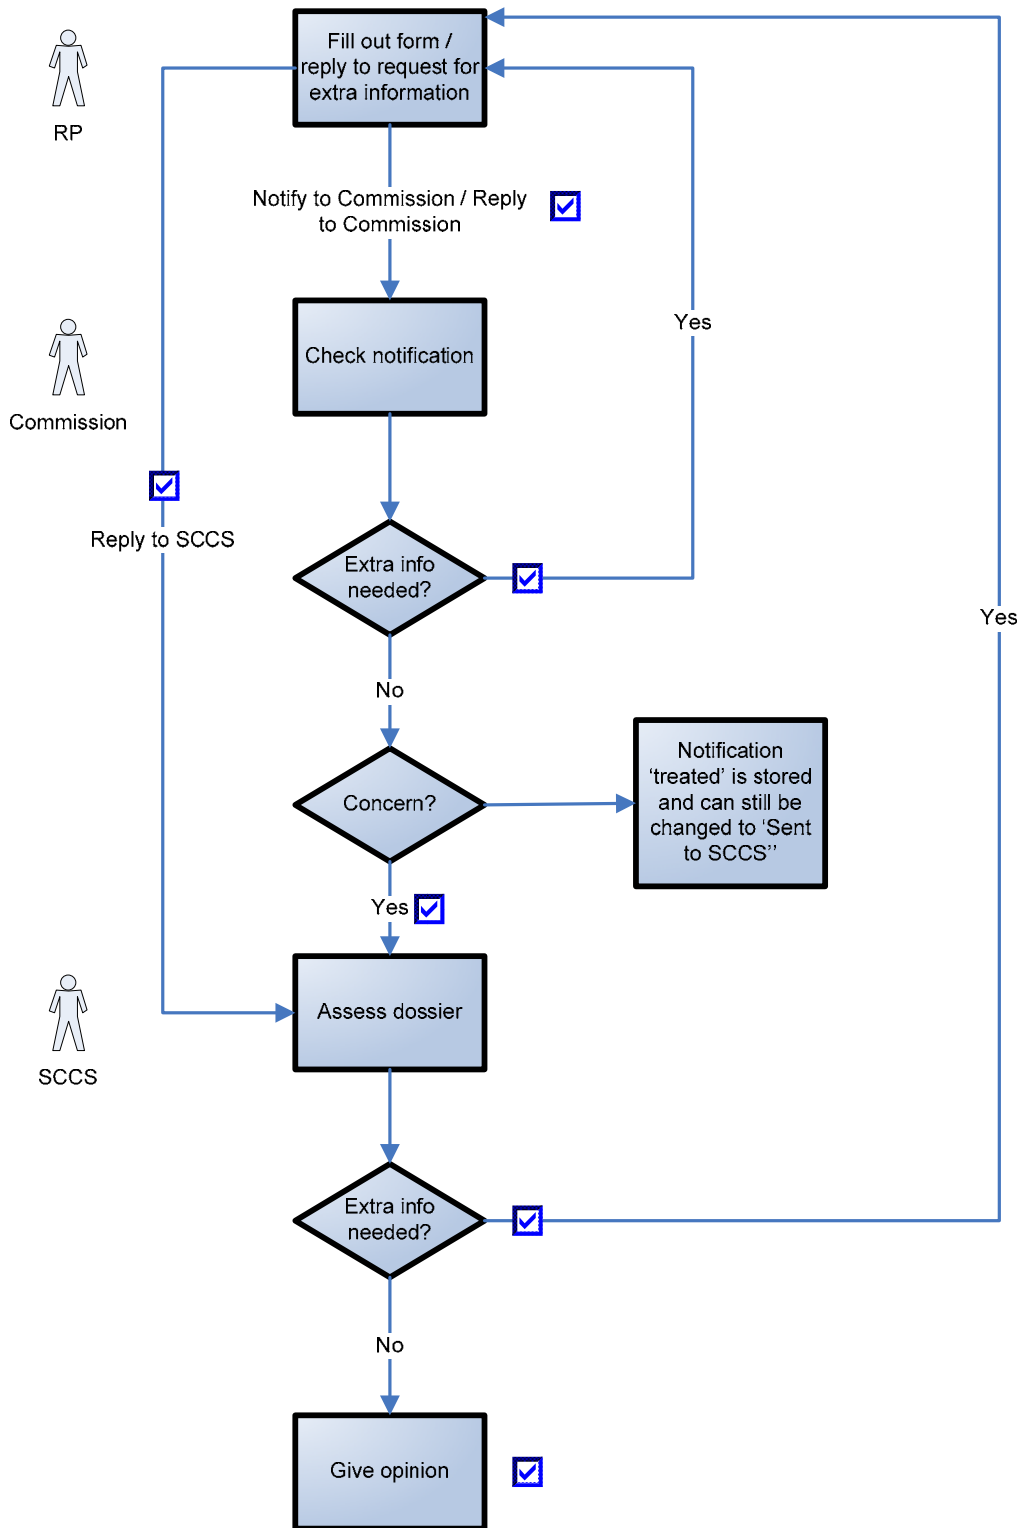 Fill out form /
reply to request for
extra information
RP
Notify to Commission / Reply
to Commission
Yes
Check notification
Commission
Reply to SCCS
Extra info
needed?
Yes
No
Notification
‘treated’ is stored
and can still be
changed to ‘Sent
to SCCS’’
Concern?
Yes
Assess dossier
SCCS
Extra info
needed?
No
Give opinion